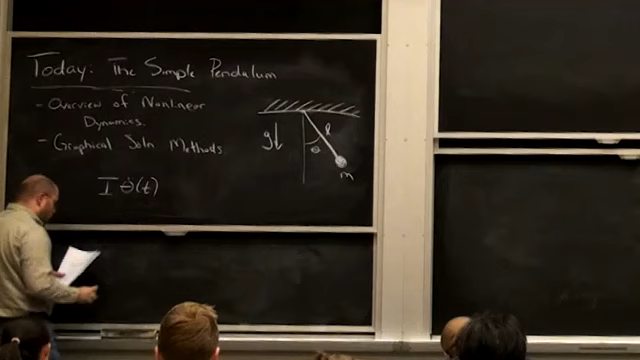 Today: The Simple Pendulum
- Overview of Nonlinear
Dynamics.
- Graphical Soln Methods.
g↓
θ
l
m
I θ̈(t)